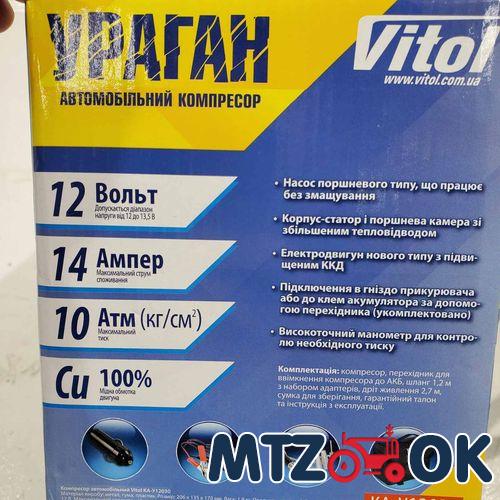 УРАГАН
АВТОМОБІЛЬНИЙ КОМПРЕСОР
Vitol
www.vitol.com.ua
12 Вольт
Допускається діапазон
напруги від 12 до 13,5 В
14 Ампер
Максимальний струм
споживання
10 Атм (кг/см²)
Максимальний
тиск
Cu 100%
Мідна обмотка
двигуна
• Насос поршневого типу, що працює
без змащування
• Корпус-статор і поршнева камера зі
збільшеним тепловідводом
• Електродвигун нового типу з підви-
щеним ККД
• Підключення в гніздо прикурювача
або до клем акумулятора за допомо-
гою перехідника (укомплектовано)
• Високоточний манометр для контро-
лю необхідного тиску
Комплектація: компресор, перехідник для
ввімкнення компресора до АКБ, шланг 1,2 м
з набором адаптерів, дріт живлення 2,7 м,
сумка для зберігання, гарантійний талон
та інструкція з експлуатації.
MTZ OK
Компресор автомобільний Vitol КА-У12030